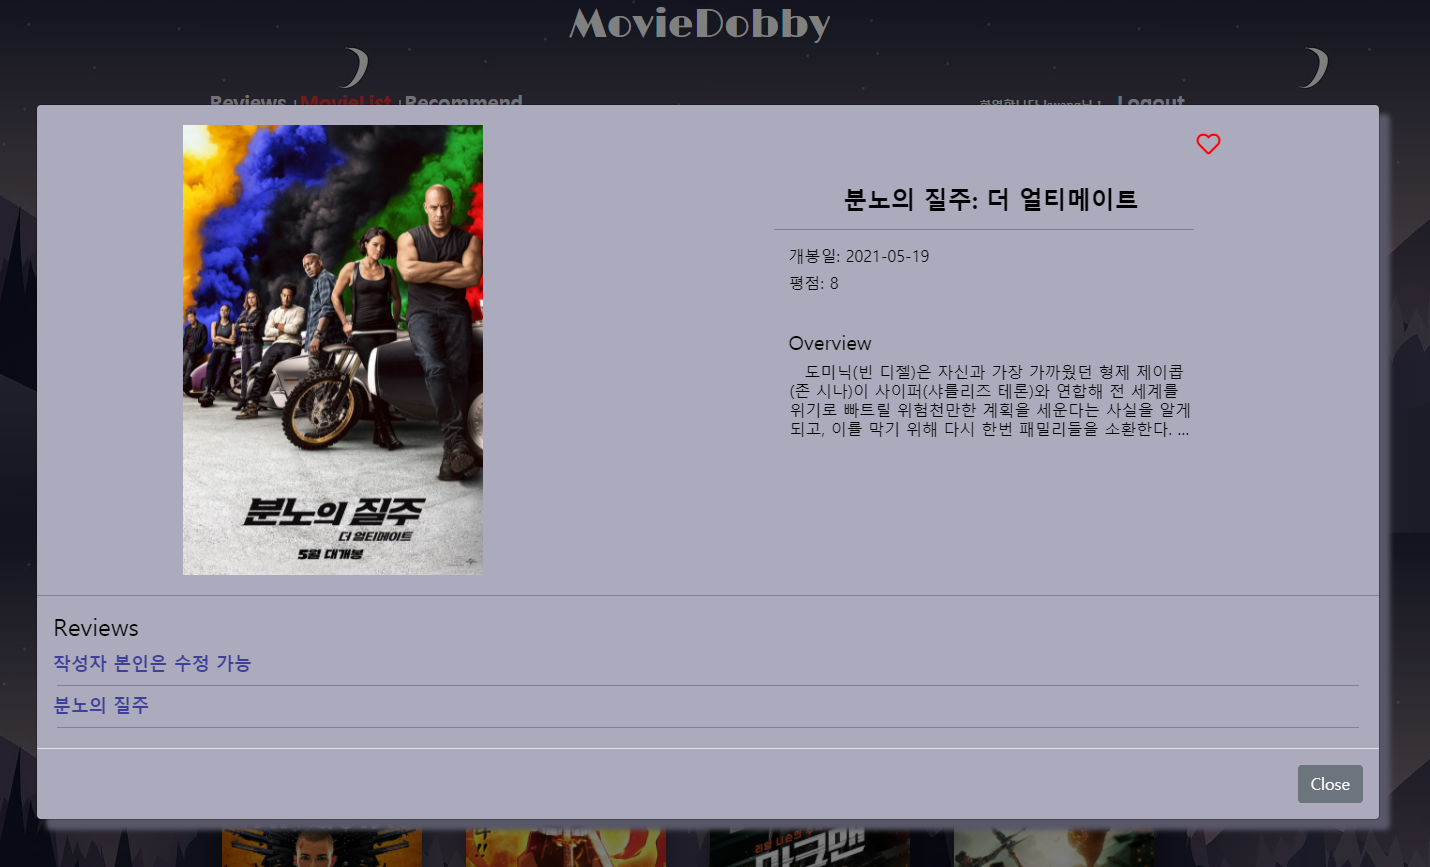 MovieDobby
Reviews | MovieList | Recommend
Logout
분노의 질주: 더 얼티메이트
개봉일: 2021-05-19
평점: 8
Overview
도미닉(빈 디젤)은 자신과 가장 가까웠던 형제 제이콥
(존 시나)이 사이퍼(샤를리즈 테론)와 연합해 전 세계를
위기로 빠트릴 위험천만한 계획을 세운다는 사실을 알게
되고, 이를 막기 위해 다시 한번 패밀리들을 소환한다. ...
분노의 질주
더 얼티메이트
5월 대개봉
Reviews
작성자 본인은 수정 가능
분노의 질주
Close